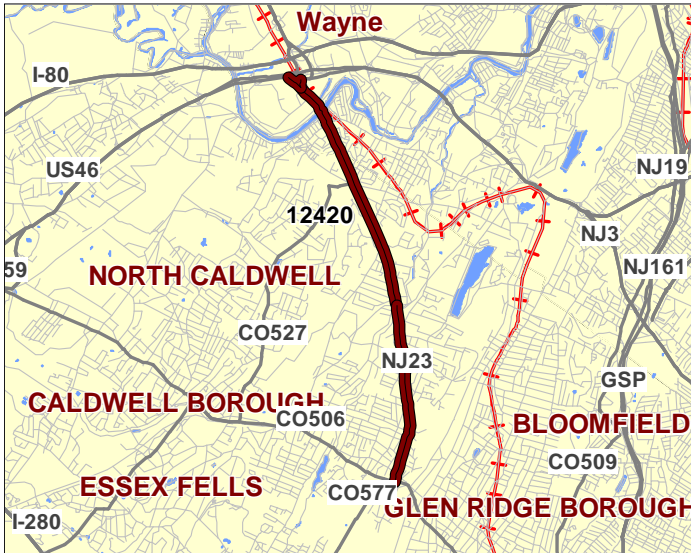 Wayne
I-80
US46
NJ19
12420
NJ3
59
NORTH CALDWELL
NJ161
CO527
NJ23
GSP
CALDWELL BOROUGH
CO506
BLOOMFIELD
CO509
ESSEX FELLS
CO577
GLEN RIDGE BOROUGH
I-280